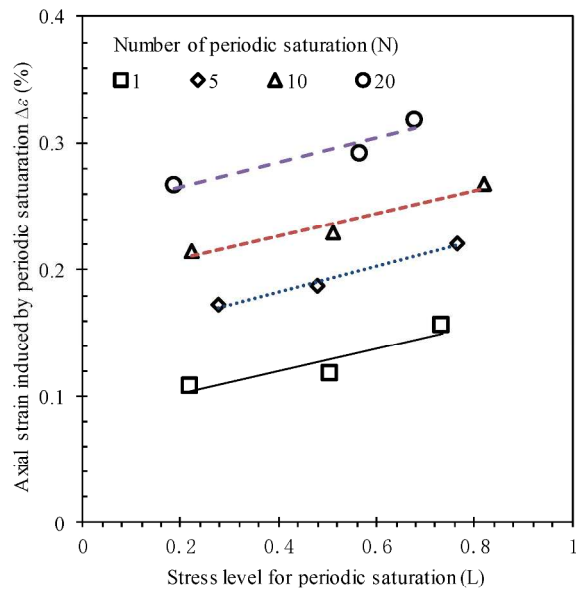 0.4
Number of periodic saturation (N)
1 5 10 20
0.3
0.2
0.1
0
0 0.2 0.4 0.6 0.8 1
Stress level for periodic saturation (L)
Axial strain induced by periodic satuaration Δε (%)